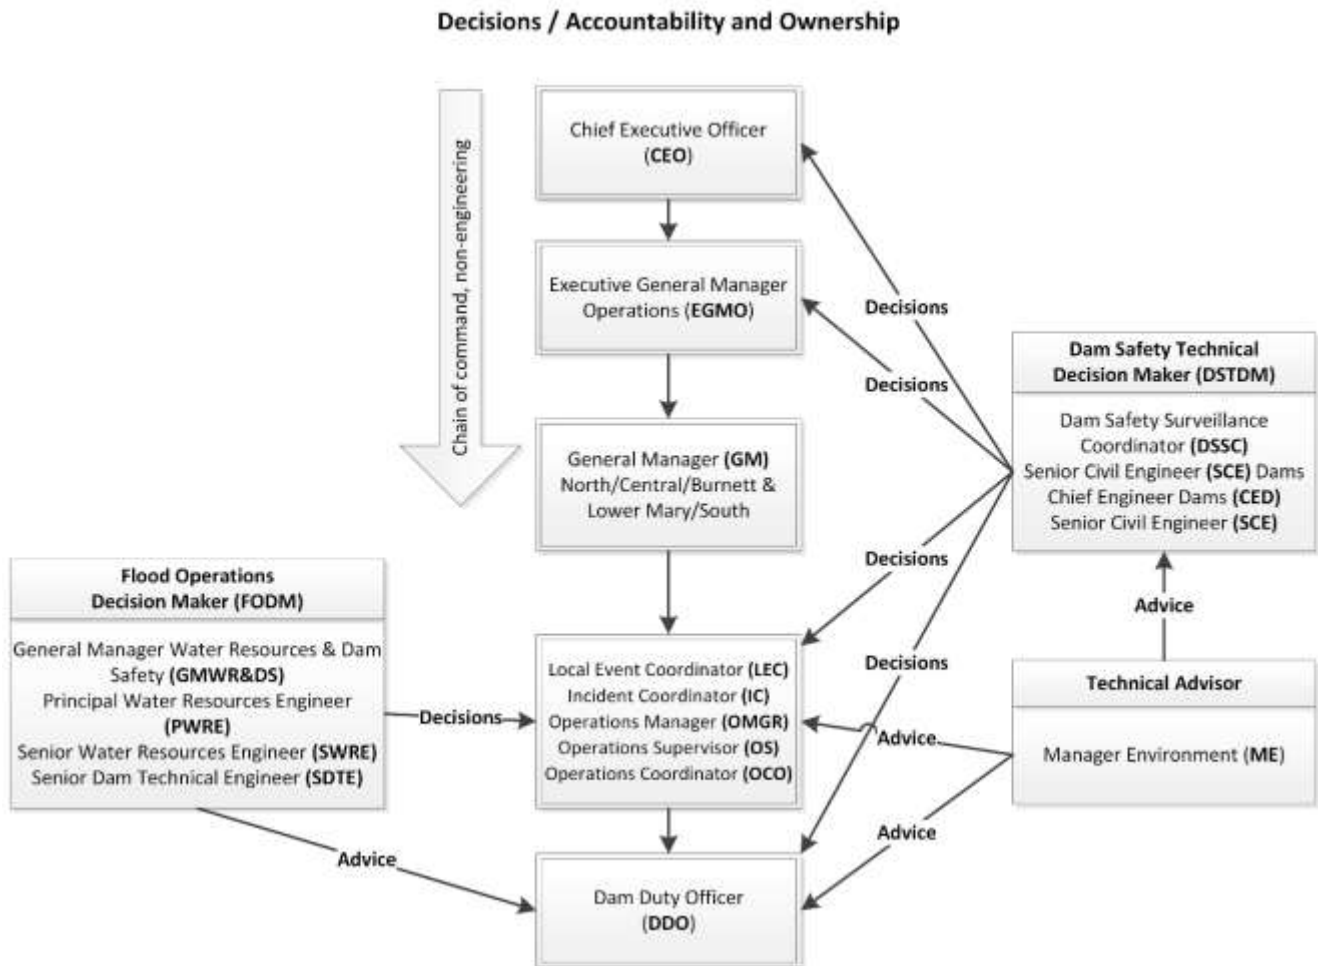 Decisions / Accountability and Ownership
Chain of command, non-engineering
Chief Executive Officer
(CEO)
Executive General Manager
Operations (EGMO)
General Manager (GM)
North/Central/Burnett &
Lower Mary/South
Local Event Coordinator (LEC)
Incident Coordinator (IC)
Operations Manager (OMGR)
Operations Supervisor (OS)
Operations Coordinator (OCO)
Dam Duty Officer
(DDO)
Flood Operations
Decision Maker (FODM)
General Manager Water Resources & Dam
Safety (GMWR&DS)
Principal Water Resources Engineer
(PWRE)
Senior Water Resources Engineer (SWRE)
Senior Dam Technical Engineer (SDTE)
Decisions
Advice
Decisions
Decisions
Decisions
Decisions
Dam Safety Technical
Decision Maker (DSTDM)
Dam Safety Surveillance
Coordinator (DSSC)
Senior Civil Engineer (SCE) Dams
Chief Engineer Dams (CED)
Senior Civil Engineer (SCE)
Advice
Technical Advisor
Manager Environment (ME)
Advice
Advice